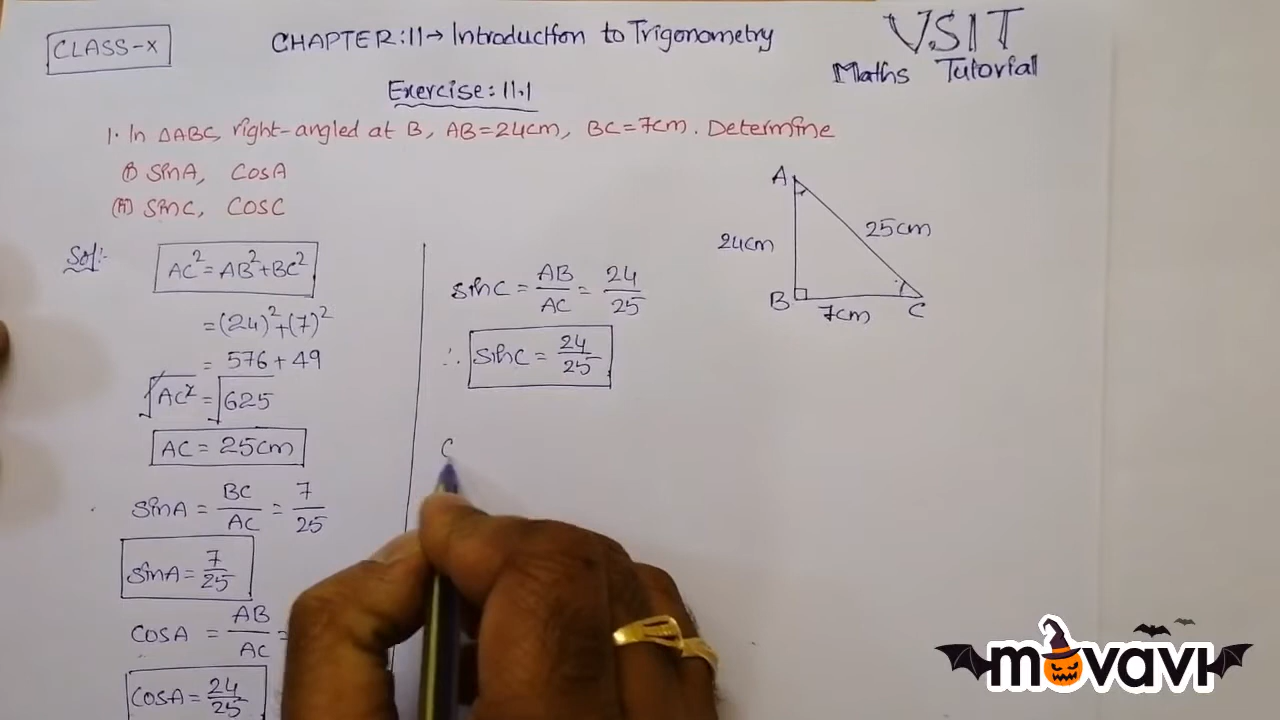 CLASS-X
CHAPTER:11→ Introduction to Trigonometry
VSIT
Maths Tutorial
Exercise: 11.1
1. In △ABC, right-angled at B, AB=24cm, BC=7cm. Determine
(i) sinA, CosA
(ii) sinC, COSC
Sol:-
AC² = AB²+BC²
= (24)²+(7)²
= 576+49
√AC² = √625
AC = 25cm
sinA = BC/AC = 7/25
sinA = 7/25
COSA = AB/AC =
COSA = 24/25
sinC = AB/AC = 24/25
∴ sinC = 24/25
C
A
24cm
25cm
B
7cm
C
movavi